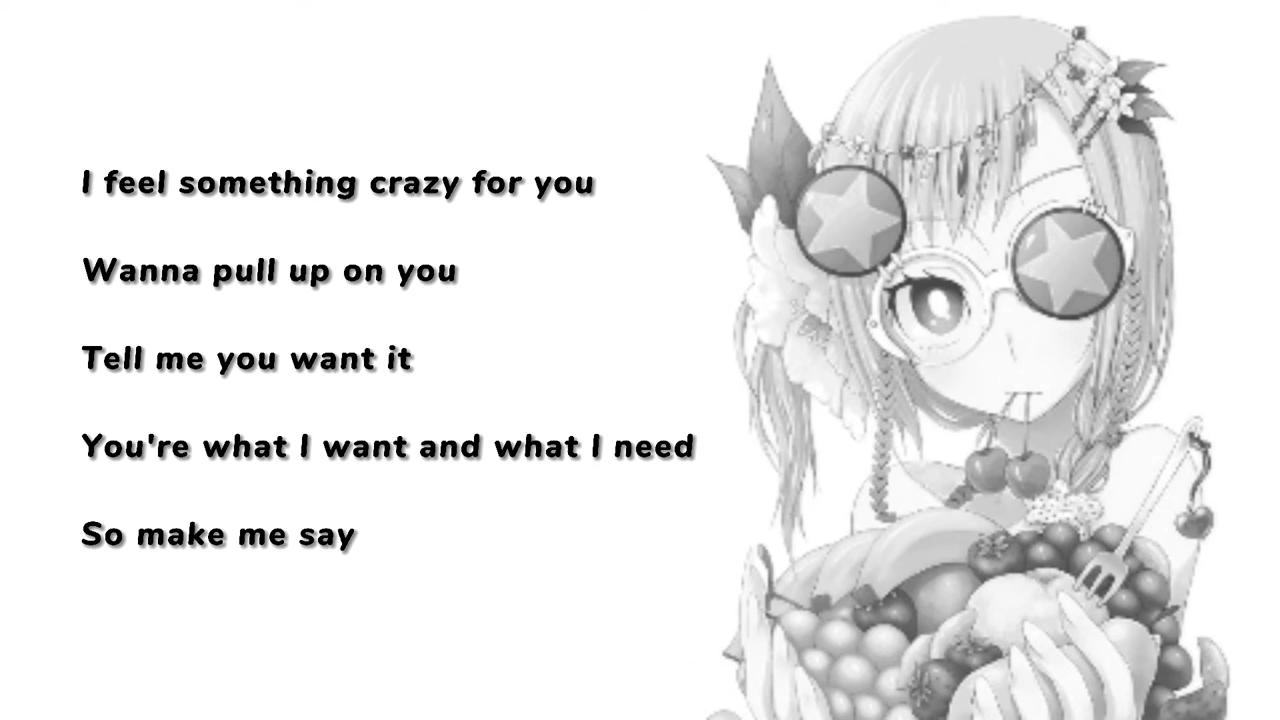 I feel something crazy for you
Wanna pull up on you
Tell me you want it
You're what I want and what I need
So make me say